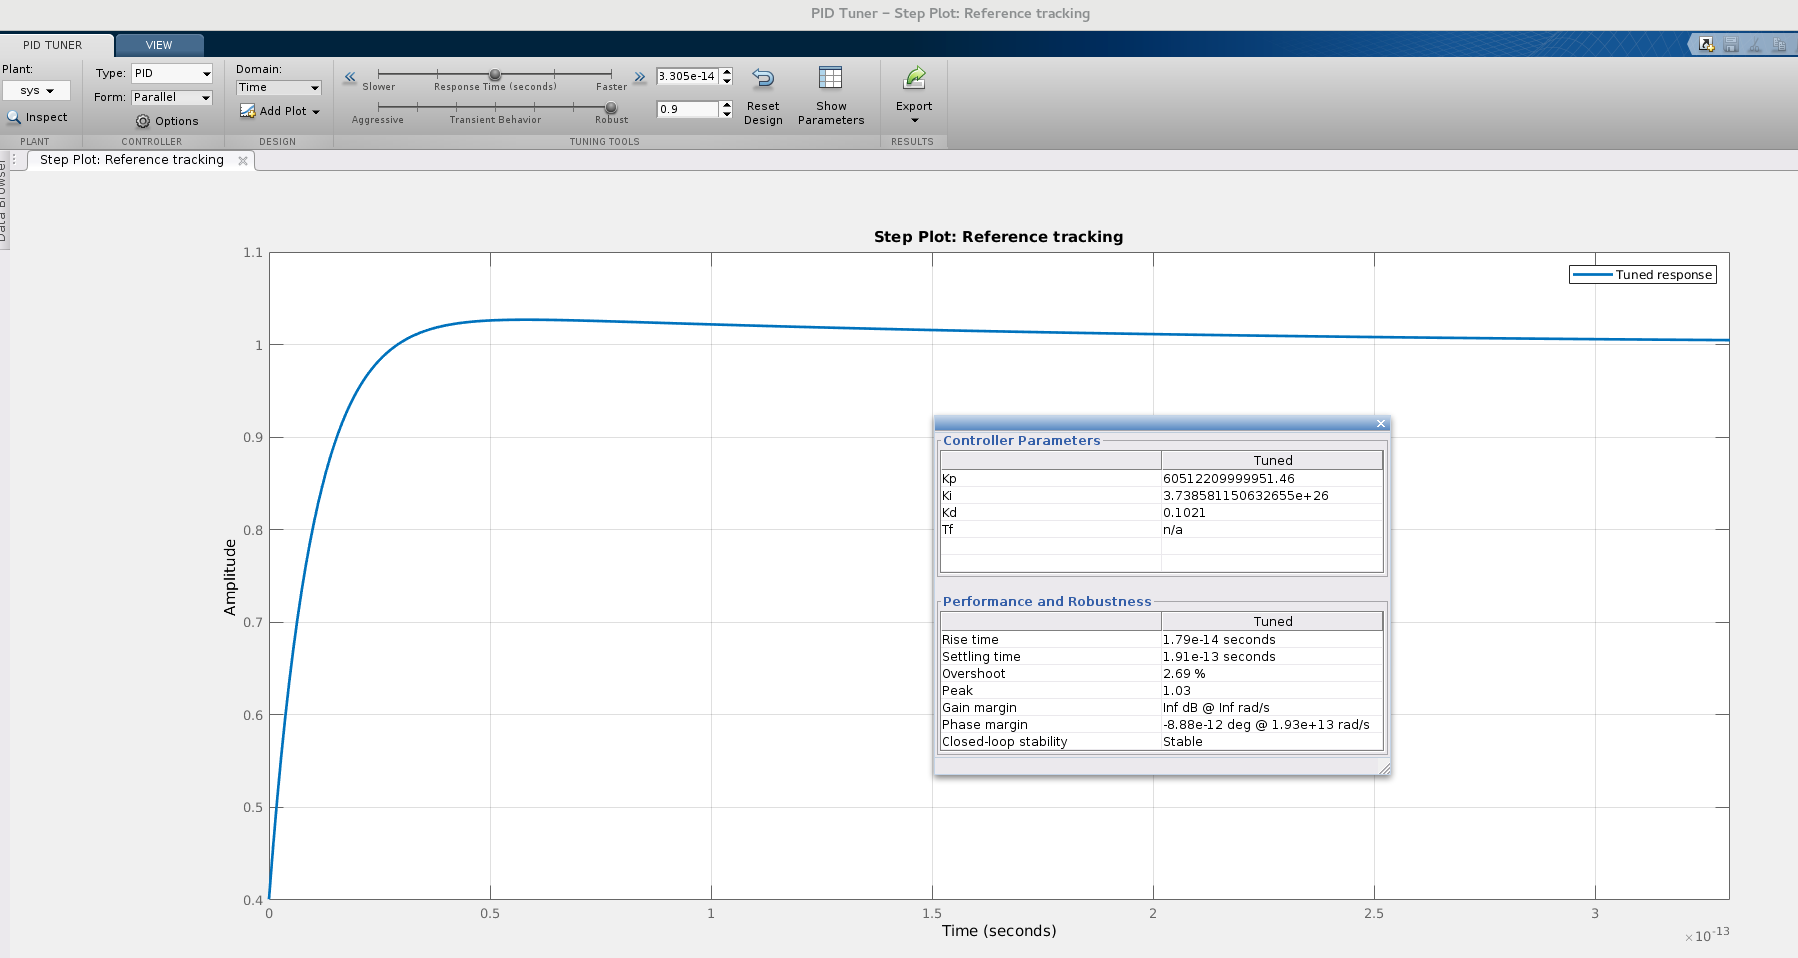 PID Tuner – Step Plot: Reference tracking
PID TUNER
VIEW
Plant:
sys
Inspect
PLANT
Type: PID
Form: Parallel
Options
CONTROLLER
Domain:
Time
Add Plot
DESIGN
Slower
Response Time (seconds)
Faster
3.305e-14
Aggressive
Transient Behavior
Robust
0.9
Reset
Design
Show
Parameters
TUNING TOOLS
Export
RESULTS
Data Browser
Step Plot: Reference tracking
Step Plot: Reference tracking
Tuned response
1.1
1
0.9
0.8
0.7
0.6
0.5
0.4
Amplitude
0
0.5
1
1.5
2
2.5
3
×10-13
Time (seconds)
Controller Parameters
Tuned
Kp 60512209999951.46
Ki 3.738581150632655e+26
Kd 0.1021
Tf n/a
Performance and Robustness
Tuned
Rise time 1.79e-14 seconds
Settling time 1.91e-13 seconds
Overshoot 2.69 %
Peak 1.03
Gain margin Inf dB @ Inf rad/s
Phase margin -8.88e-12 deg @ 1.93e+13 rad/s
Closed-loop stability Stable